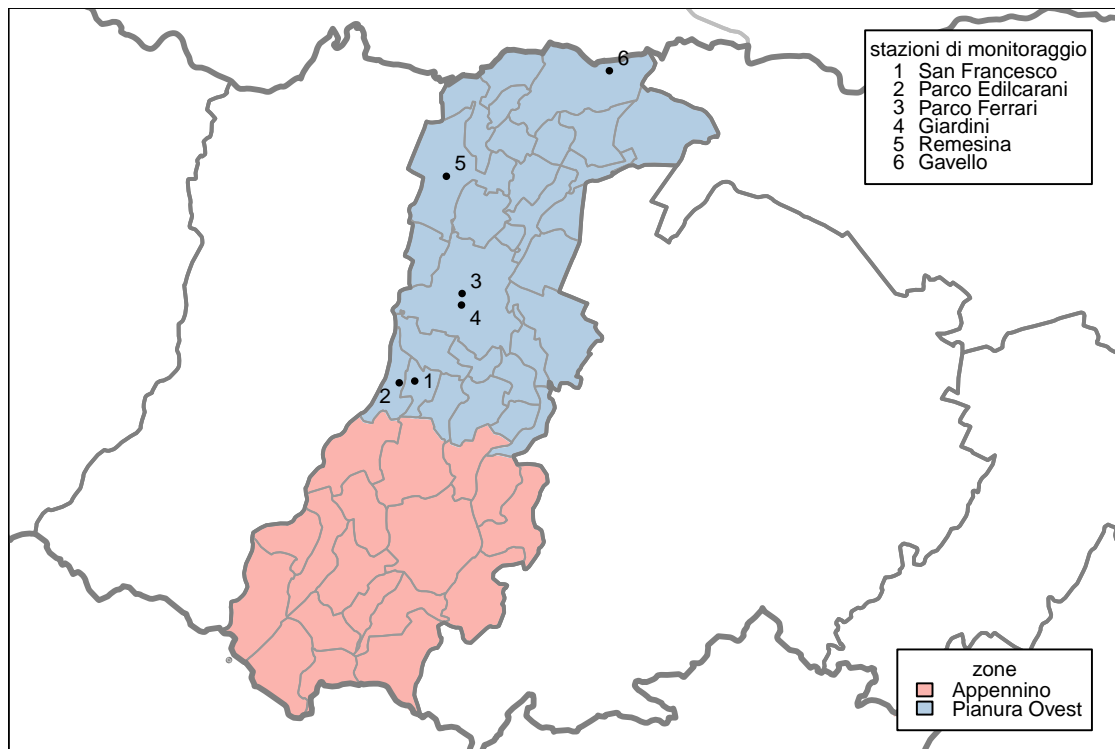 stazioni di monitoraggio
1 San Francesco
2 Parco Edilcarani
3 Parco Ferrari
4 Giardini
5 Remesina
6 Gavello
6
5
3
4
2
1
zone
Appennino
Pianura Ovest